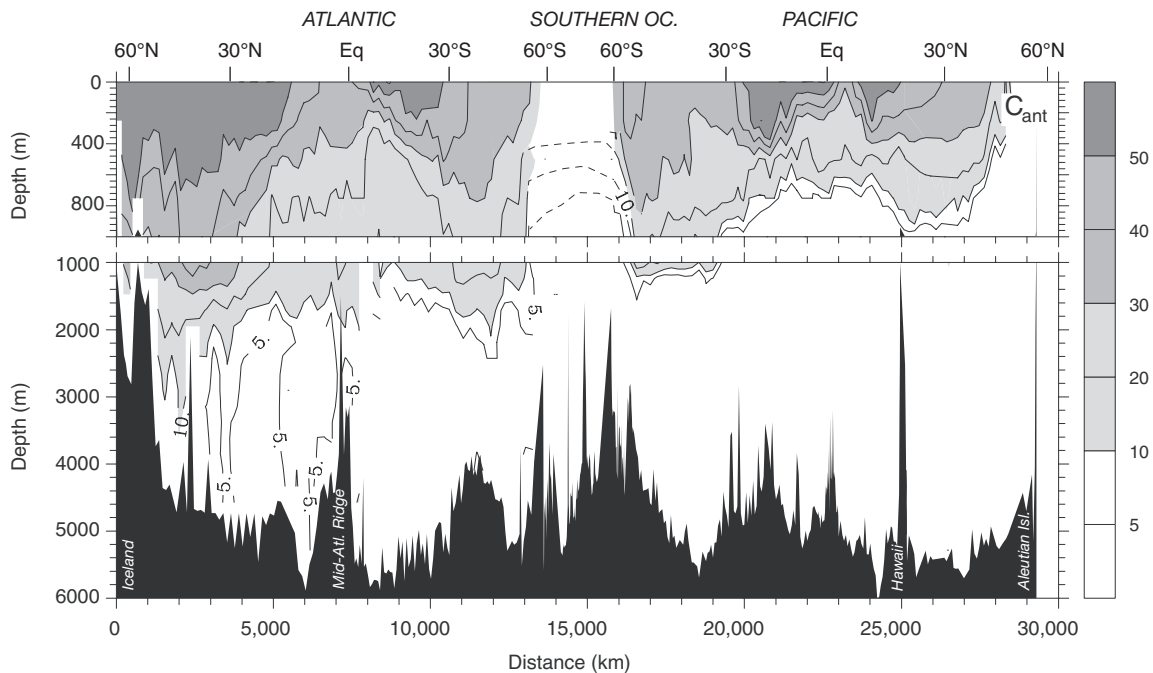 ATLANTIC SOUTHERN OC. PACIFIC
60°N 30°N Eq 30°S 60°S 60°S 30°S Eq 30°N 60°N
0
400
800
Depth (m)
C_ant
10.
1000
2000
3000
4000
5000
6000
Depth (m)
5.
5.
5.
10.
5.
5.
5.
5.
Iceland
Mid-Atl. Ridge
Hawaii
Aleutian Isl.
0 5,000 10,000 15,000 20,000 25,000 30,000
Distance (km)
50
40
30
20
10
5